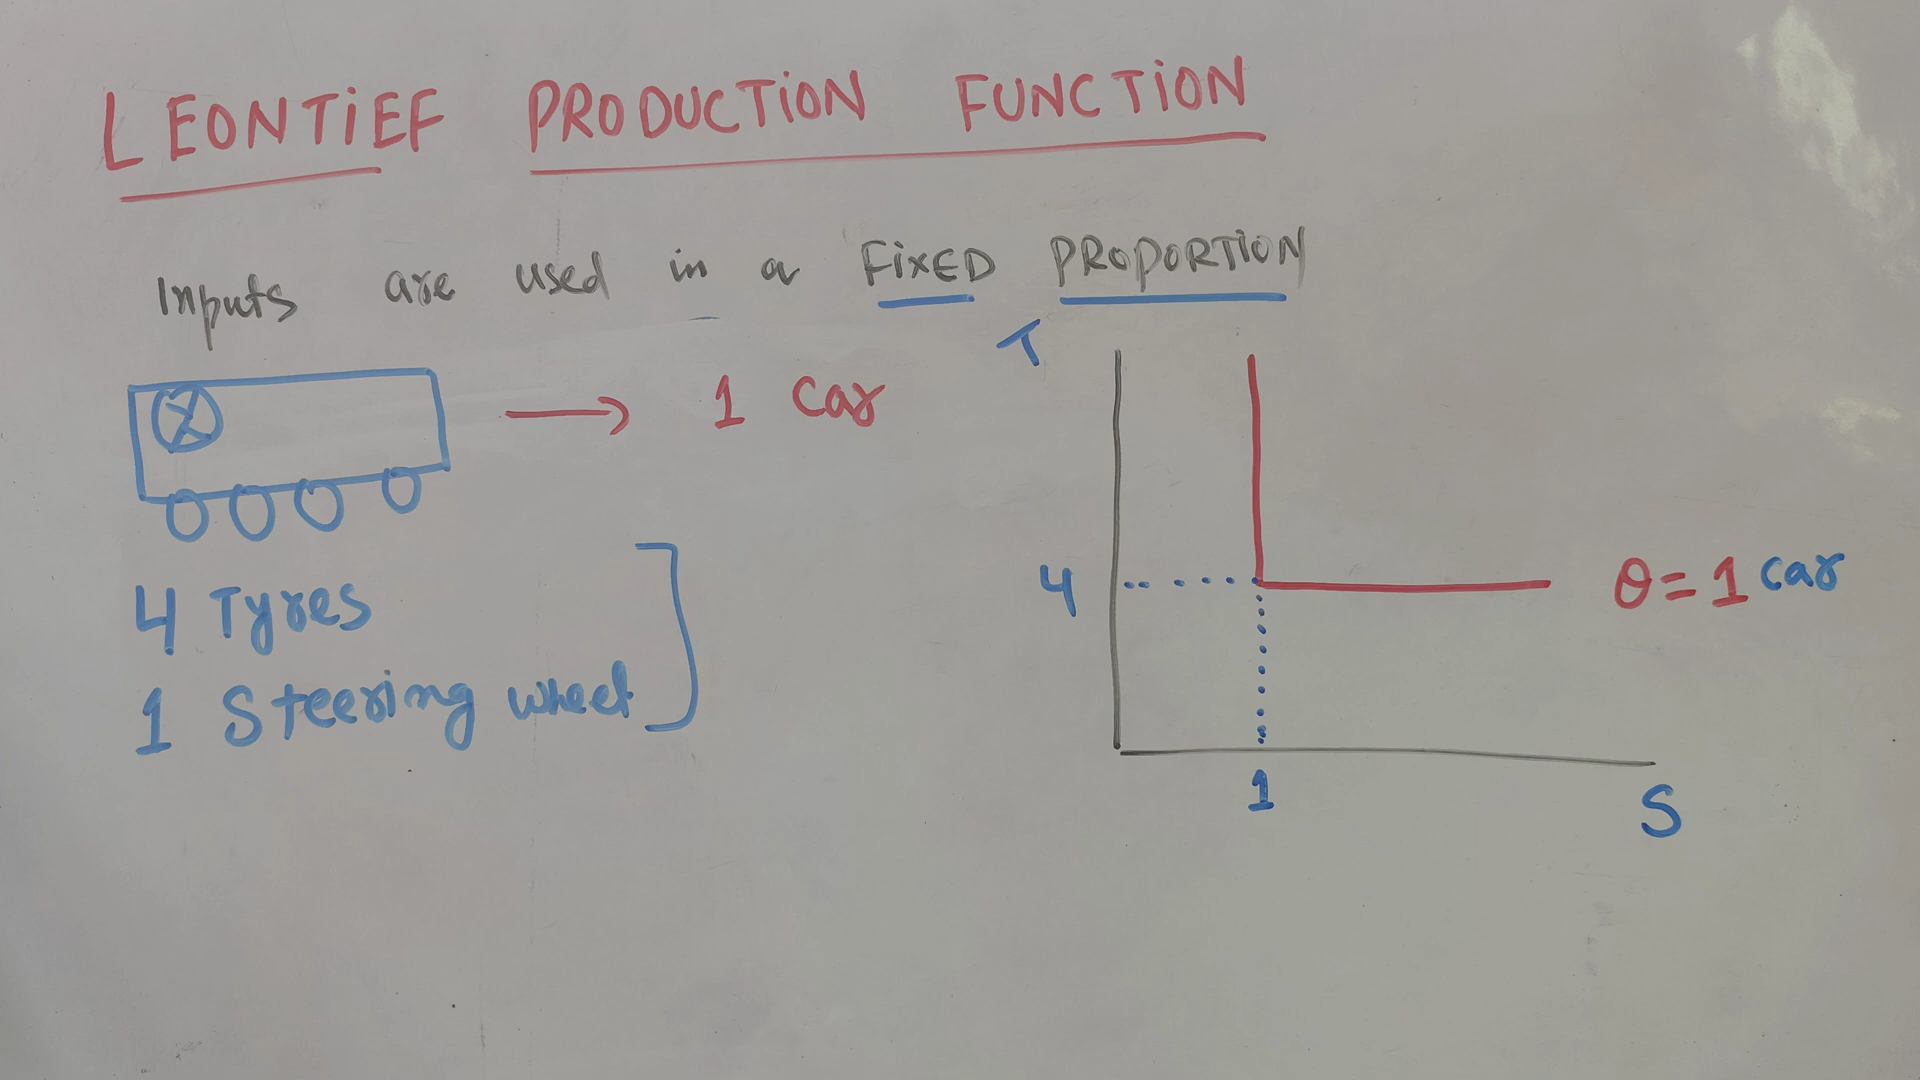 LEONTiEF PRODUCTiON FUNCTiON
Inputs are used in a FixED PROPORTION
1 Car
4 Tyres
1 Steering wheel
T
4
θ = 1 car
1
S